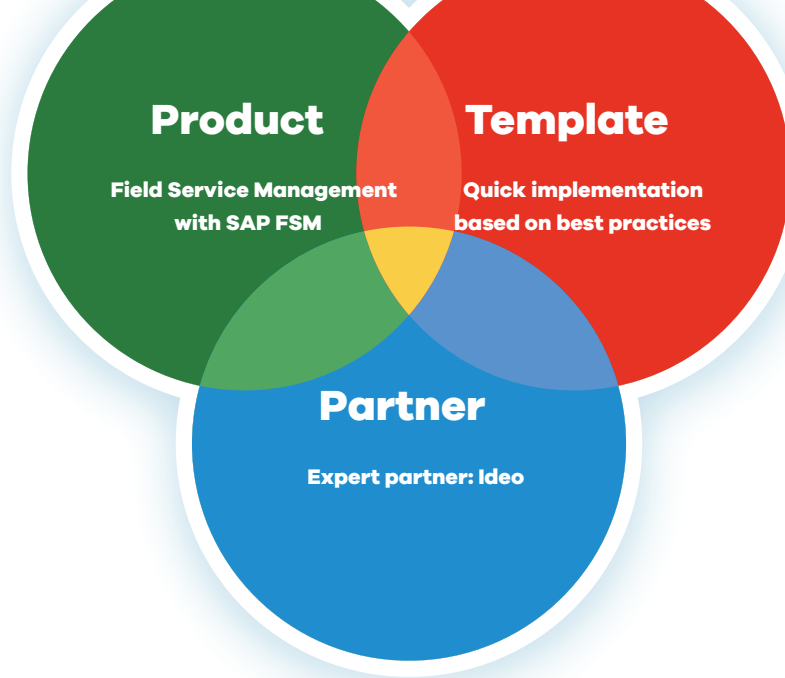 Product
Field Service Management
with SAP FSM
Template
Quick implementation
based on best practices
Partner
Expert partner: Ideo